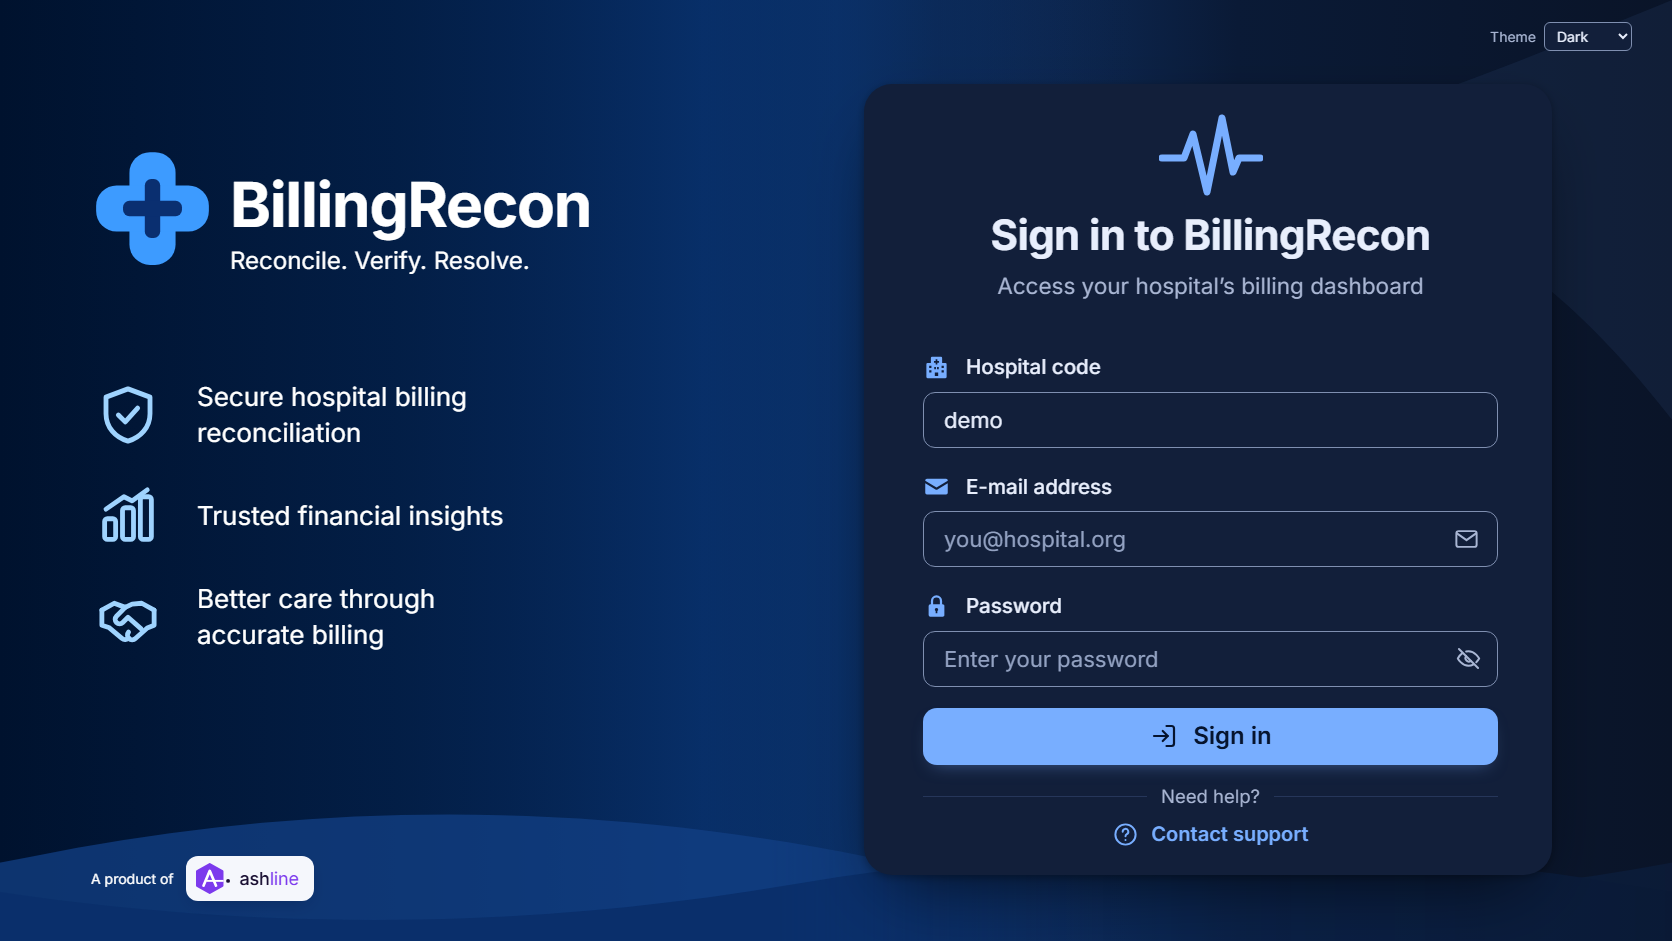 Theme
Dark
BillingRecon
Reconcile. Verify. Resolve.
Secure hospital billing
reconciliation
Trusted financial insights
Better care through
accurate billing
A product of
ashline
Sign in to BillingRecon
Access your hospital’s billing dashboard
Hospital code
demo
E-mail address
you@hospital.org
Password
Enter your password
Sign in
Need help?
Contact support